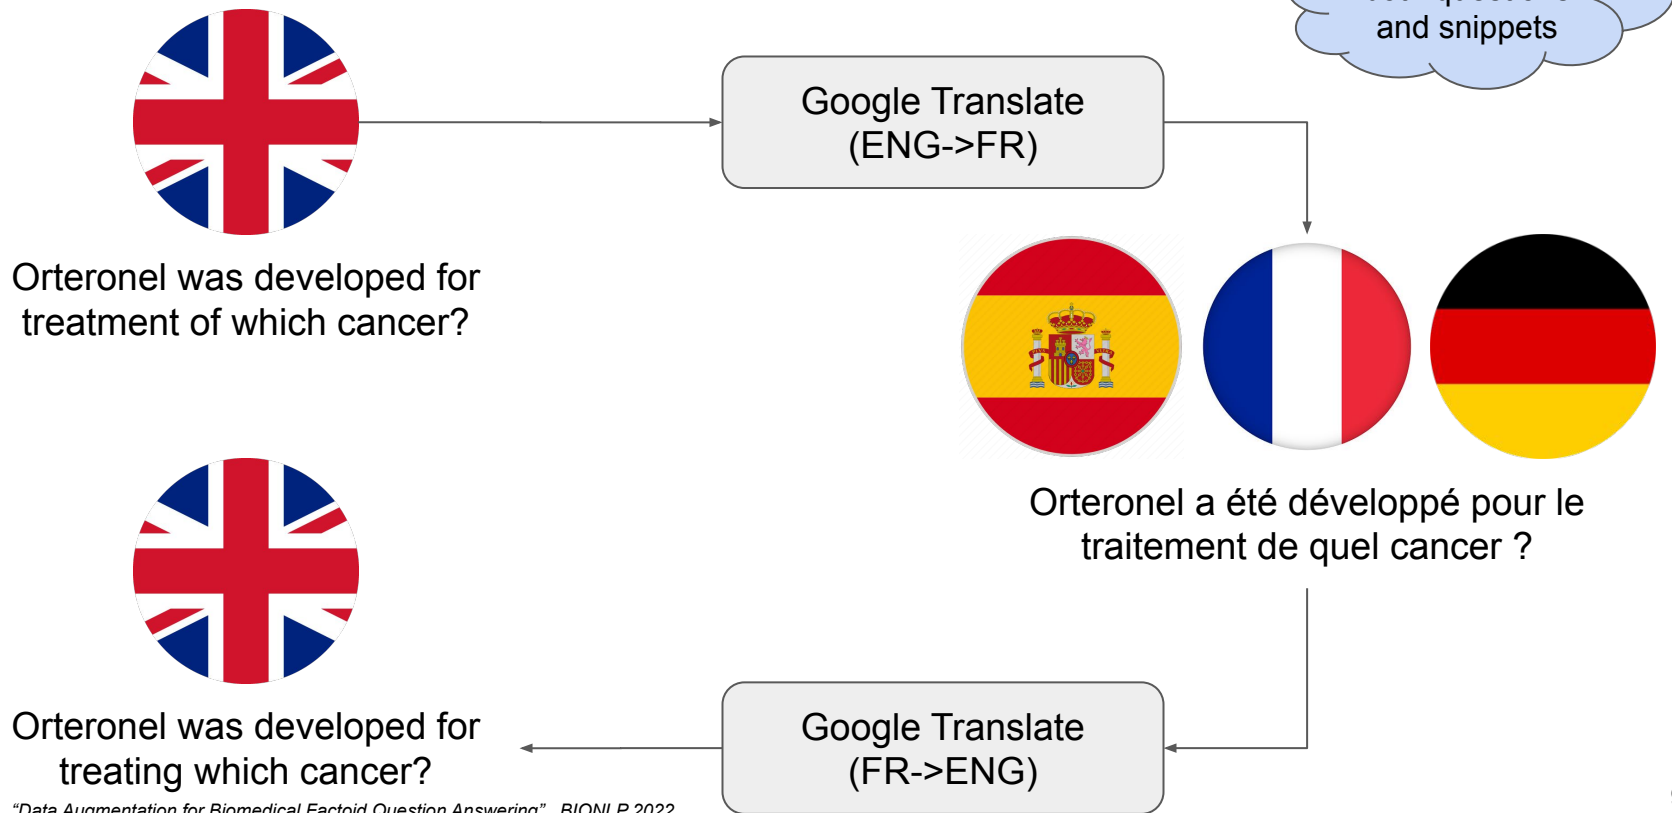 and snippets
Google Translate
(ENG->FR)
Orteronel was developed for
treatment of which cancer?
Orteronel a été développé pour le
traitement de quel cancer ?
Google Translate
(FR->ENG)
Orteronel was developed for
treating which cancer?
"Data Augmentation for Biomedical Factoid Question Answering", BIONLP 2022